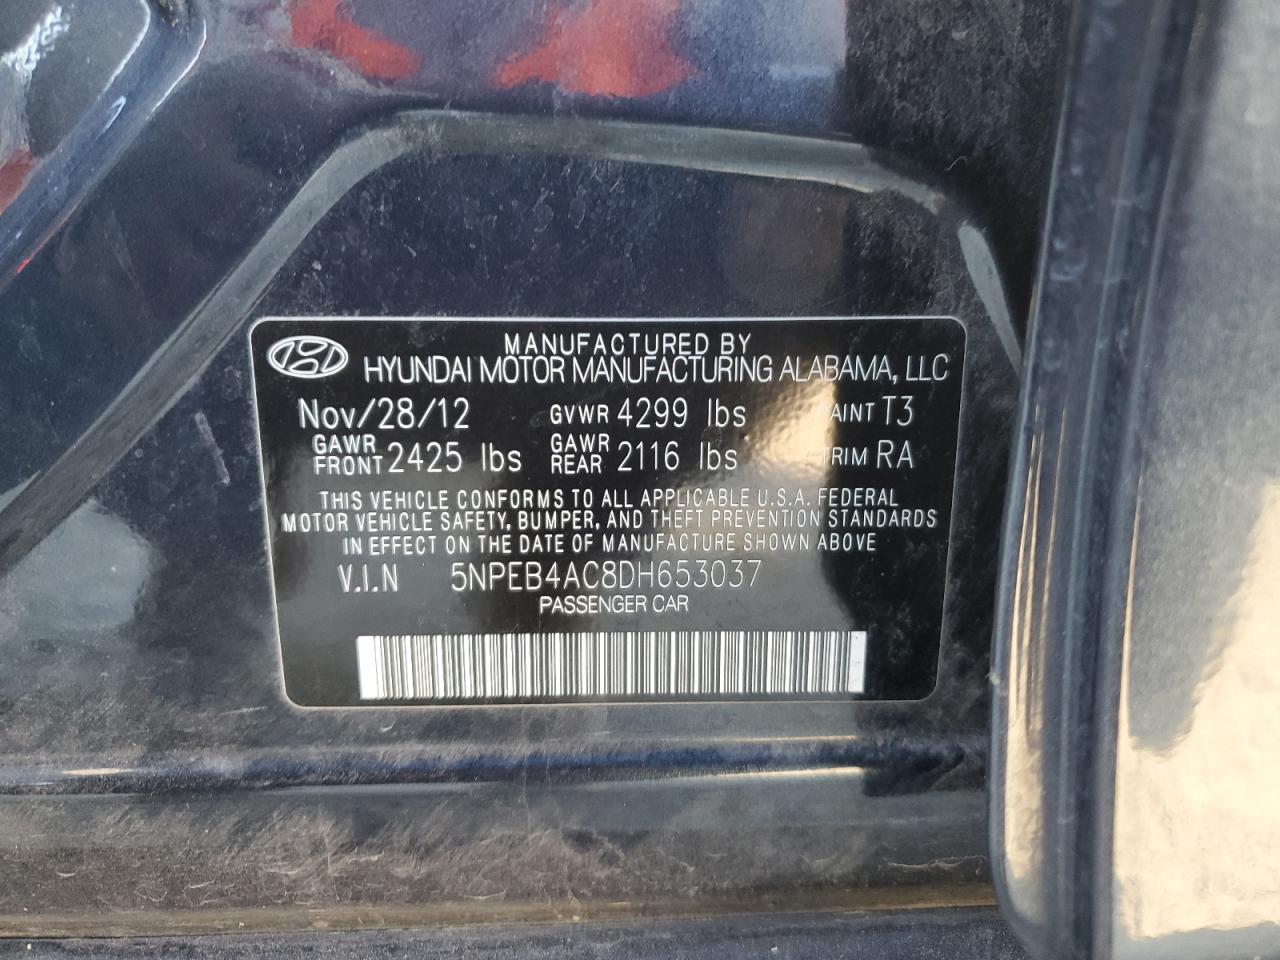 MANUFACTURED BY
HYUNDAI MOTOR MANUFACTURING ALABAMA, LLC
Nov/28/12 GVWR 4299 lbs PAINT T3
GAWR FRONT 2425 lbs GAWR REAR 2116 lbs TRIM RA
THIS VEHICLE CONFORMS TO ALL APPLICABLE U.S.A. FEDERAL
MOTOR VEHICLE SAFETY, BUMPER, AND THEFT PREVENTION STANDARDS
IN EFFECT ON THE DATE OF MANUFACTURE SHOWN ABOVE
V.I.N 5NPEB4AC8DH653037
PASSENGER CAR